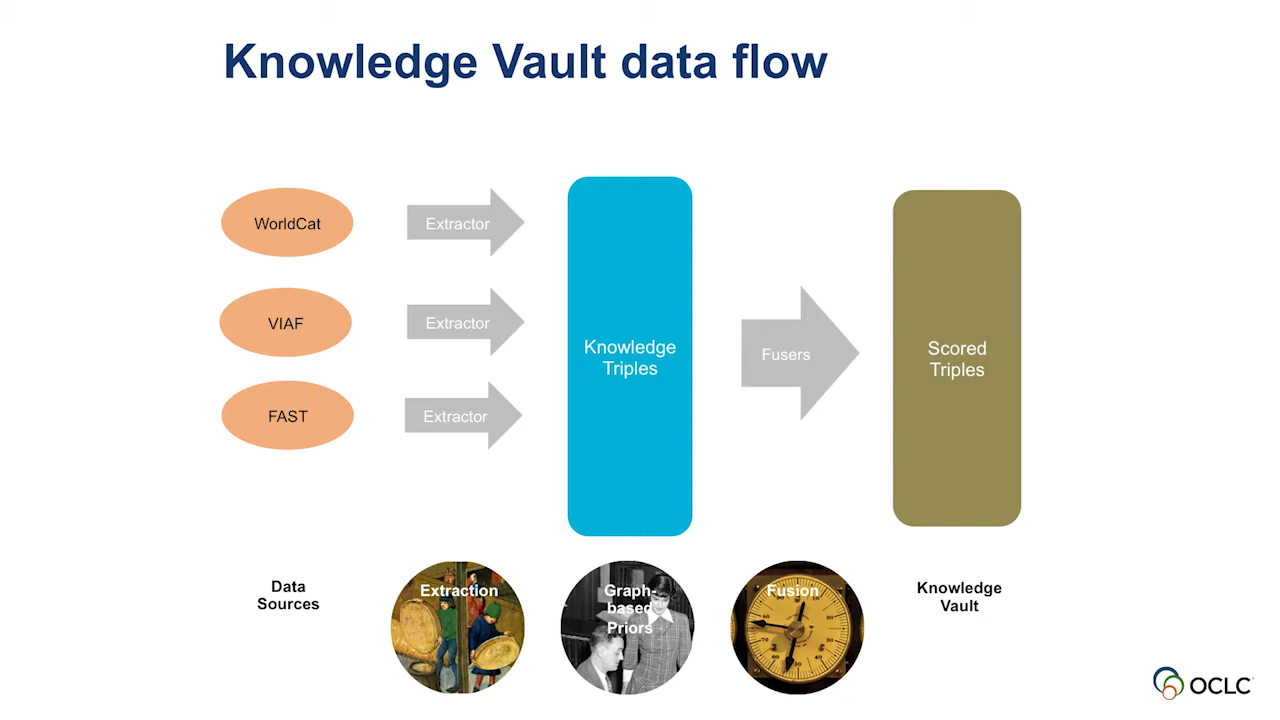 Knowledge Vault data flow
WorldCat
Extractor
VIAF
Extractor
FAST
Extractor
Knowledge
Triples
Fusers
Scored
Triples
Data
Sources
Extraction
Graph-
based
Priors
Fusion
Knowledge
Vault
OCLC